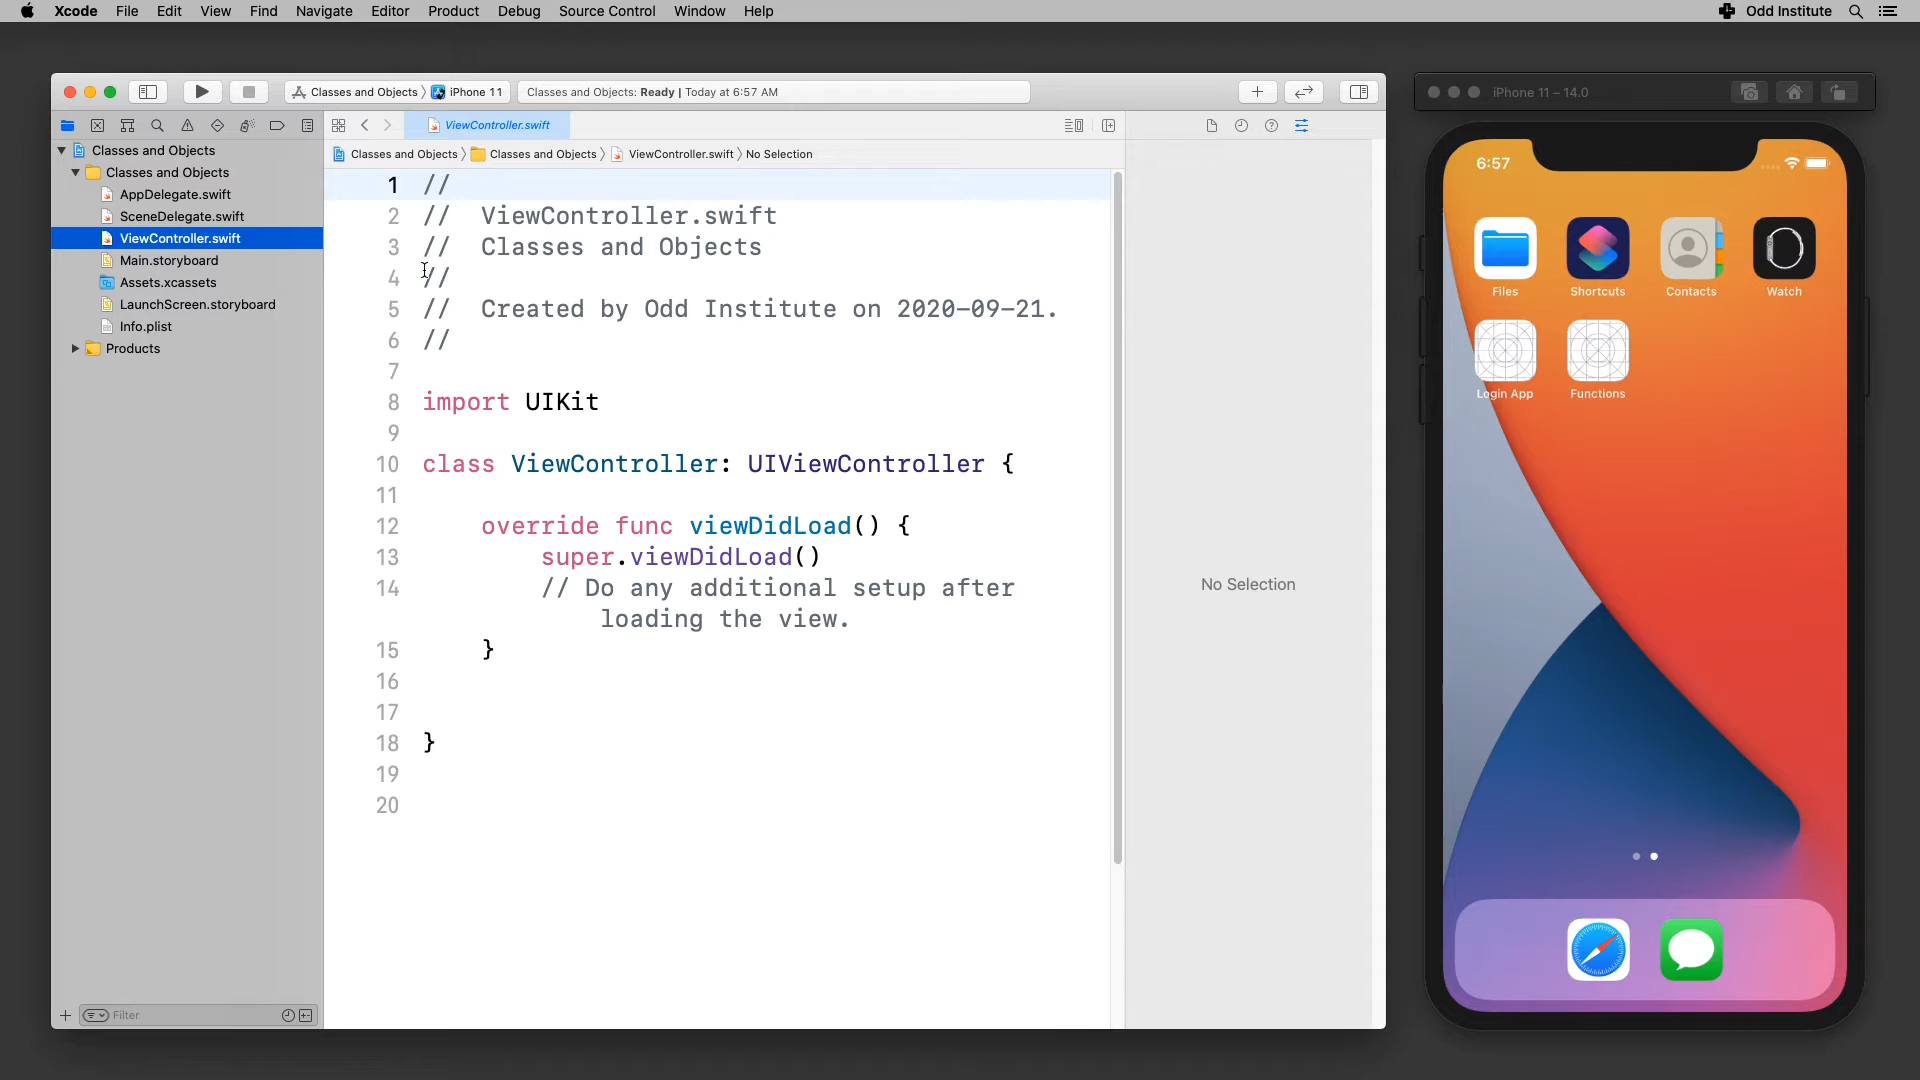 Xcode File Edit View Find Navigate Editor Product Debug Source Control Window Help
Odd Institute
Classes and Objects
iPhone 11
Classes and Objects: Ready | Today at 6:57 AM
ViewController.swift
Classes and Objects
Classes and Objects
ViewController.swift
No Selection
Classes and Objects
Classes and Objects
AppDelegate.swift
SceneDelegate.swift
ViewController.swift
Main.storyboard
Assets.xcassets
LaunchScreen.storyboard
Info.plist
Products
Filter
1 //
2 //  ViewController.swift
3 //  Classes and Objects
4 //
5 //  Created by Odd Institute on 2020-09-21.
6 //
7
8 import UIKit
9
10 class ViewController: UIViewController {
11
12     override func viewDidLoad() {
13         super.viewDidLoad()
14         // Do any additional setup after
loading the view.
15     }
16
17
18 }
19
20
No Selection
iPhone 11 – 14.0
6:57
Files Shortcuts Contacts Watch
Login App Functions